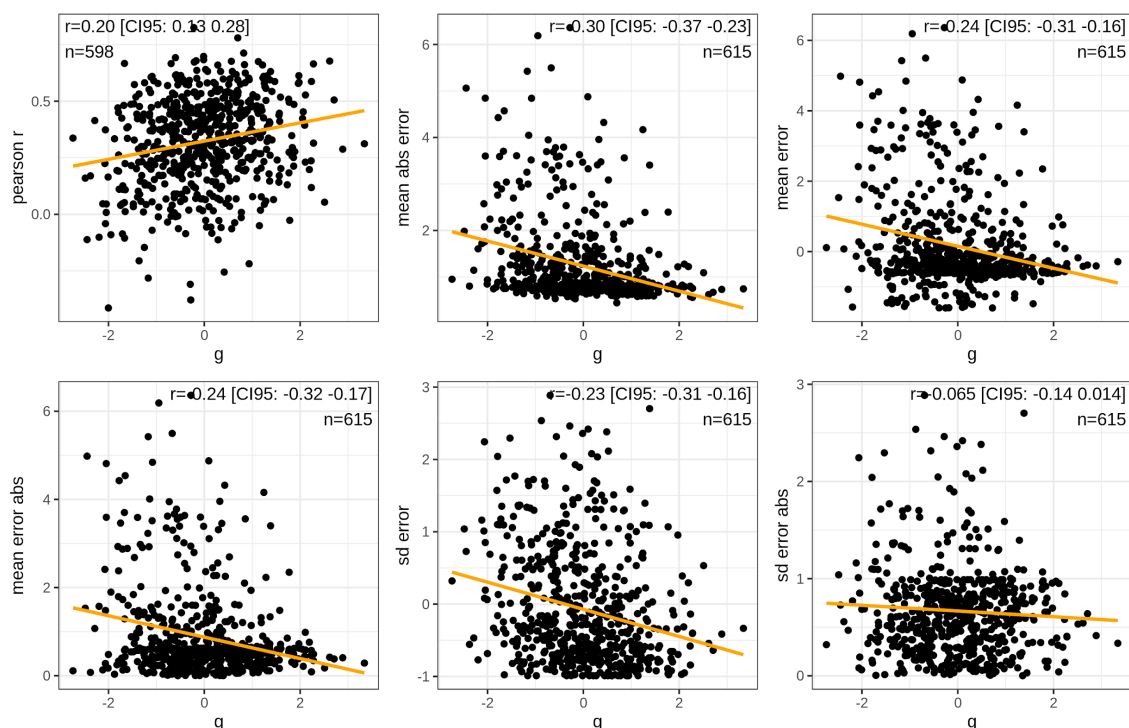 r=0.20 [CI95: 0.13 0.28]
n=598
pearson r
0.5
0.0
-2
0
2
g
r=-0.30 [CI95: -0.37 -0.23]
n=615
mean abs error
6
4
2
-2
0
2
g
r=-0.24 [CI95: -0.31 -0.16]
n=615
mean error
6
4
2
0
-2
0
2
g
r=-0.24 [CI95: -0.32 -0.17]
n=615
mean error abs
6
4
2
0
-2
0
2
g
r=-0.23 [CI95: -0.31 -0.16]
n=615
sd error
3
2
1
0
-1
-2
0
2
g
r=-0.065 [CI95: -0.14 0.014]
n=615
sd error abs
3
2
1
0
-2
0
2
g